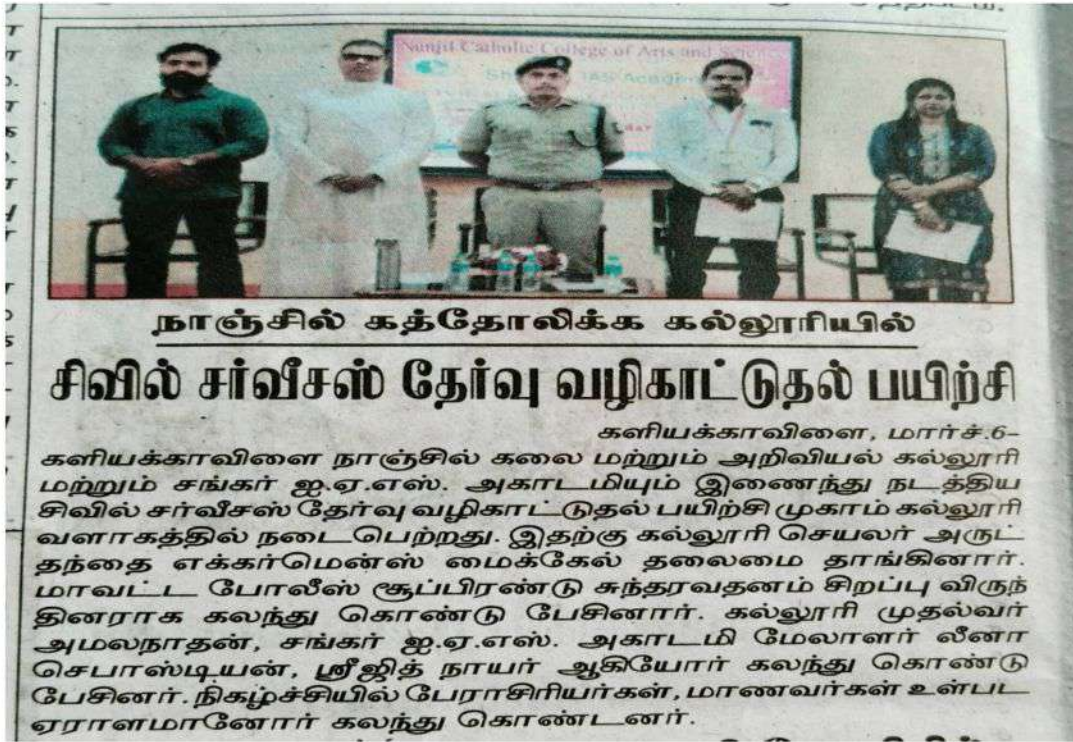 Nanjil Catholic College of Arts and Science
IAS Academy
நாஞ்சில் கத்தோலிக்க கல்லூரியில்
சிவில் சர்வீசஸ் தேர்வு வழிகாட்டுதல் பயிற்சி
களியக்காவிளை, மார்ச்.6-
களியக்காவிளை நாஞ்சில் கலை மற்றும் அறிவியல் கல்லூரி
மற்றும் சங்கர் ஐ.ஏ.எஸ். அகாடமியும் இணைந்து நடத்திய
சிவில் சர்வீசஸ் தேர்வு வழிகாட்டுதல் பயிற்சி முகாம் கல்லூரி
வளாகத்தில் நடைபெற்றது. இதற்கு கல்லூரி செயலர் அருட்
தந்தை எக்கர்மென்ஸ் மைக்கேல் தலைமை தாங்கினார்.
மாவட்ட போலீஸ் சூப்பிரண்டு சுந்தரவதனம் சிறப்பு விருந்
தினராக கலந்து கொண்டு பேசினார். கல்லூரி முதல்வர்
அமலநாதன், சங்கர் ஐ.ஏ.எஸ். அகாடமி மேலாளர் லீனா
செபாஸ்டியன், ஸ்ரீஜித் நாயர் ஆகியோர் கலந்து கொண்டு
பேசினர். நிகழ்ச்சியில் பேராசிரியர்கள், மாணவர்கள் உள்பட
ஏராளமானோர் கலந்து கொண்டனர்.